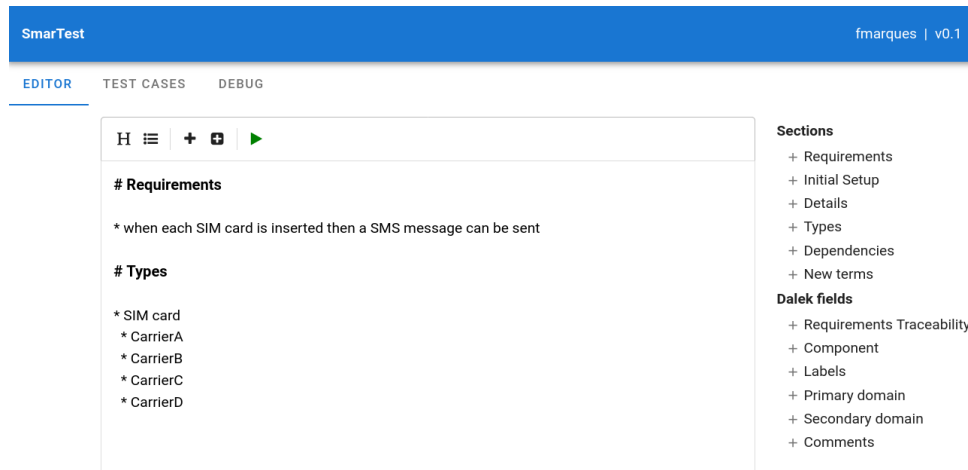 SmarTest
fmarques | v0.1
EDITOR TEST CASES DEBUG
H
# Requirements
* when each SIM card is inserted then a SMS message can be sent
# Types
* SIM card
* CarrierA
* CarrierB
* CarrierC
* CarrierD
Sections
+ Requirements
+ Initial Setup
+ Details
+ Types
+ Dependencies
+ New terms
Dalek fields
+ Requirements Traceability
+ Component
+ Labels
+ Primary domain
+ Secondary domain
+ Comments